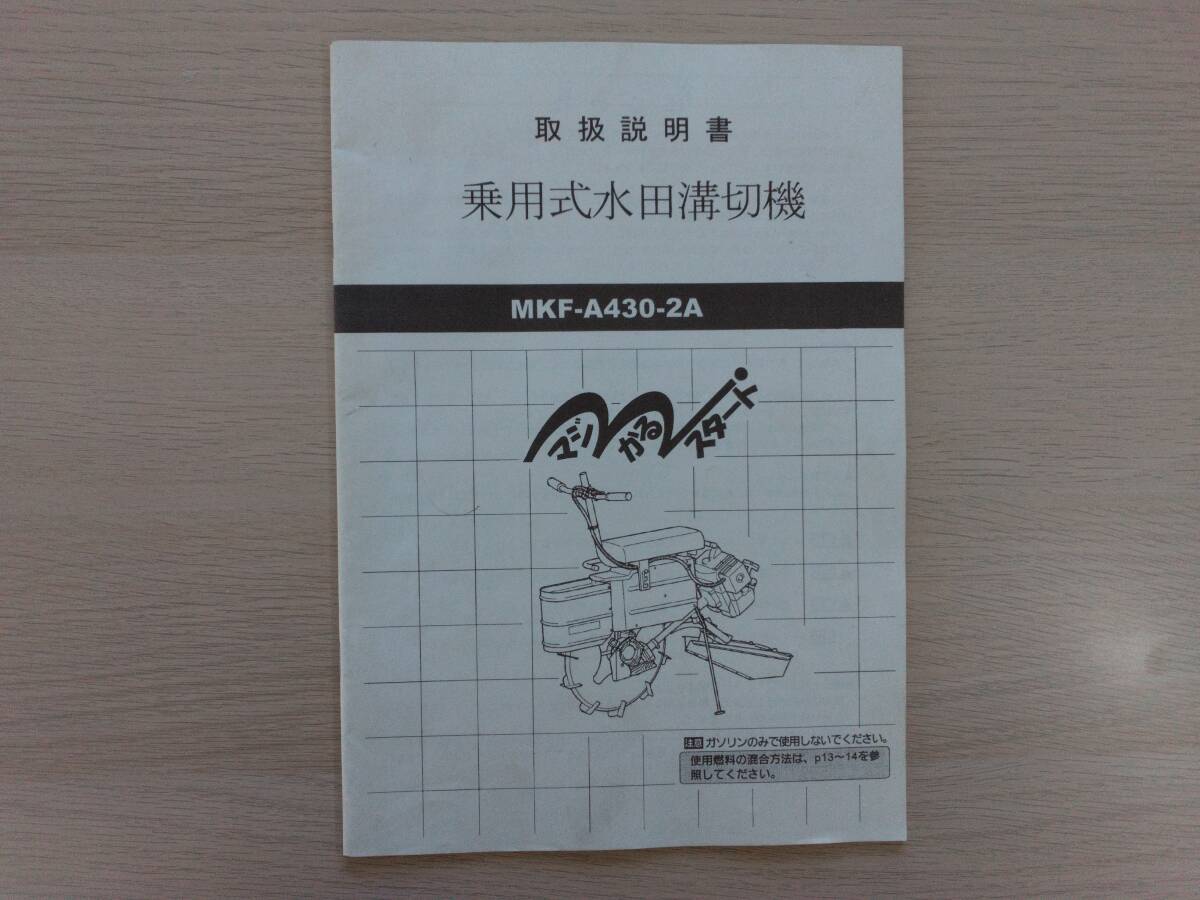 取扱説明書
乗用式水田溝切機
MKF-A430-2A
マジかるスタート
注意 ガソリンのみで使用しないでください。
使用燃料の混合方法は、p13～14を参
照してください。